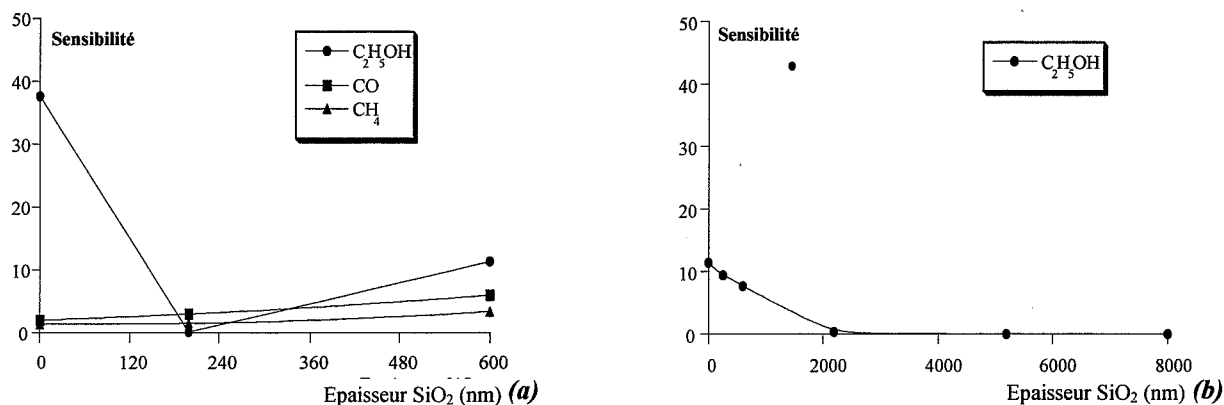 50
Sensibilité
C₂H₅OH
CO
CH₄
40
30
20
10
0
0 120 240 360 480 600
Epaisseur SiO₂ (nm) (a)
50
Sensibilité
C₂H₅OH
40
30
20
10
0
0 2000 4000 6000 8000
Epaisseur SiO₂ (nm) (b)